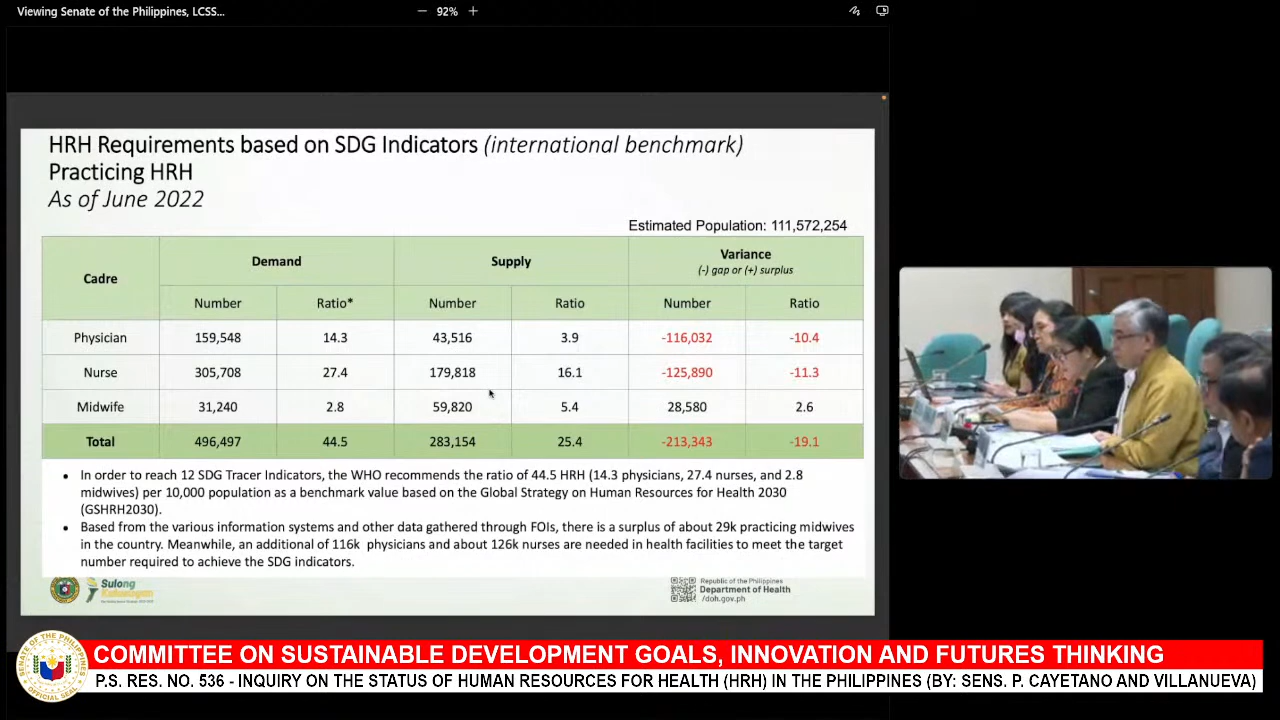 Viewing Senate of the Philippines, LCSS...
92%
HRH Requirements based on SDG Indicators (international benchmark)
Practicing HRH
As of June 2022
Estimated Population: 111,572,254
Cadre Demand Supply Variance
(-) gap or (+) surplus
Number Ratio* Number Ratio Number Ratio
Physician 159,548 14.3 43,516 3.9 -116,032 -10.4
Nurse 305,708 27.4 179,818 16.1 -125,890 -11.3
Midwife 31,240 2.8 59,820 5.4 28,580 2.6
Total 496,497 44.5 283,154 25.4 -213,343 -19.1
• In order to reach 12 SDG Tracer Indicators, the WHO recommends the ratio of 44.5 HRH (14.3 physicians, 27.4 nurses, and 2.8
midwives) per 10,000 population as a benchmark value based on the Global Strategy on Human Resources for Health 2030
(GSHRH2030).
• Based from the various information systems and other data gathered through FOIs, there is a surplus of about 29k practicing midwives
in the country. Meanwhile, an additional of 116k physicians and about 126k nurses are needed in health facilities to meet the target
number required to achieve the SDG indicators.
Sulong
Kalusugan
Republic of the Philippines
Department of Health
/doh.gov.ph
SENATE OF THE PHILIPPINES
OFFICIAL SEAL
COMMITTEE ON SUSTAINABLE DEVELOPMENT GOALS, INNOVATION AND FUTURES THINKING
P.S. RES. NO. 536 - INQUIRY ON THE STATUS OF HUMAN RESOURCES FOR HEALTH (HRH) IN THE PHILIPPINES (BY: SENS. P. CAYETANO AND VILLANUEVA)